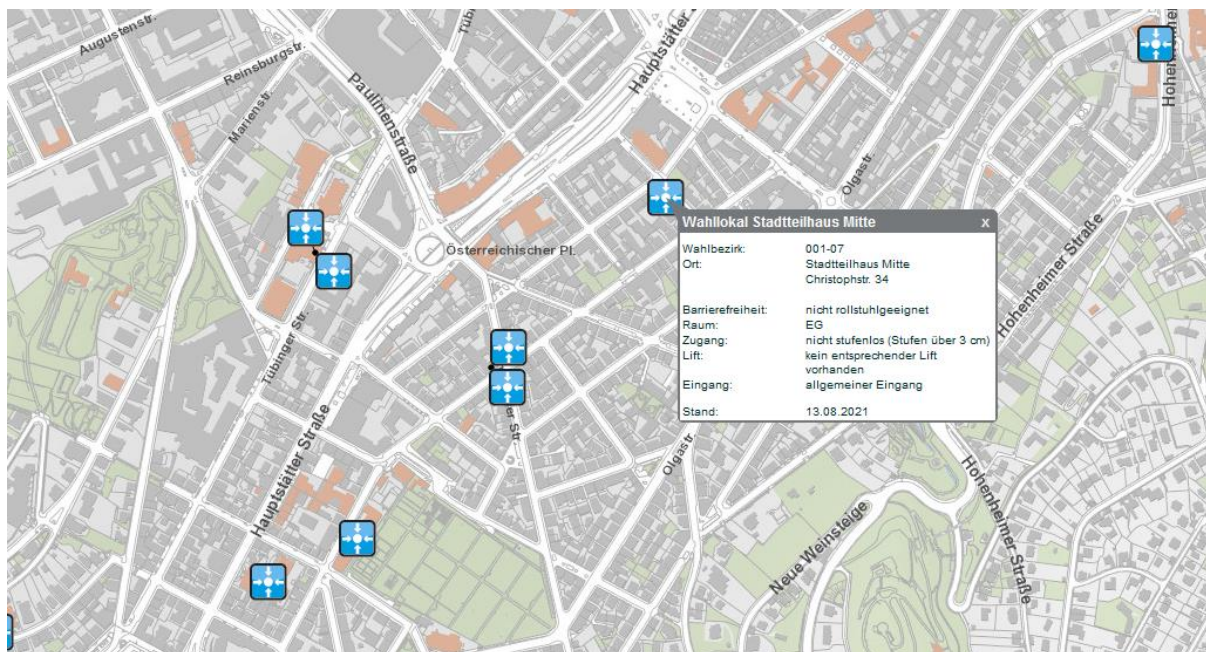 Augustenstr.
Reinsburgstr.
Marienstr.
Paulinenstraße
Hauptstätter
Österreichischer Pl.
Olgastr.
Hohenheimer Straße
Tübinger Str.
Hauptstätter Straße
er Str.
Olgastr.
Neue Weinsteige
Hohenheimer Straße
Wahllokal Stadtteilhaus Mitte x
Wahlbezirk: 001-07
Ort: Stadtteilhaus Mitte
Christophstr. 34
Barrierefreiheit: nicht rollstuhlgeeignet
Raum: EG
Zugang: nicht stufenlos (Stufen über 3 cm)
Lift: kein entsprechender Lift
vorhanden
Eingang: allgemeiner Eingang
Stand: 13.08.2021